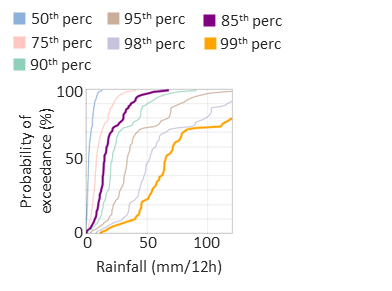 50th perc 95th perc 85th perc
75th perc 98th perc 99th perc
90th perc
100
50
0
Probability of
exceedance (%)
0 50 100
Rainfall (mm/12h)